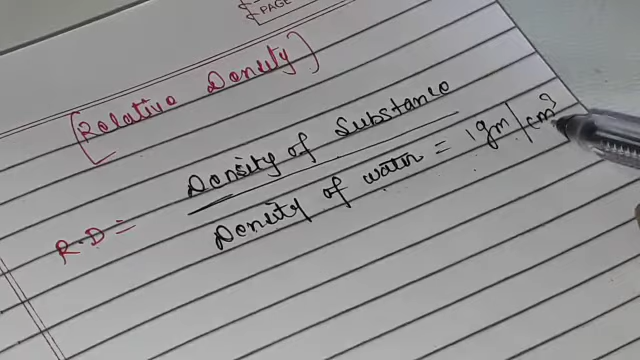 PAGE
(Relative Density)
Density of Substance
R.D =
Density of water = 1gm/cm³